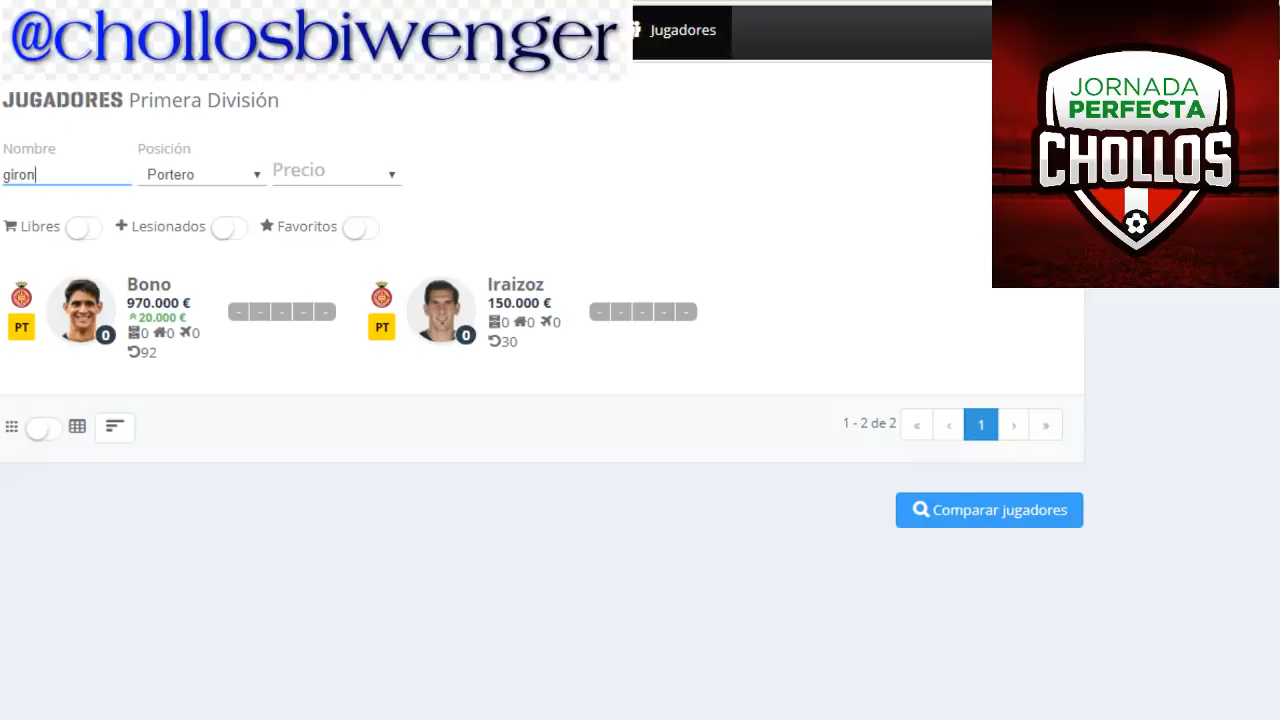 @chollosbiwenger
Jugadores
JORNADA
PERFECTA
CHOLLOS
JUGADORES Primera División
Nombre
Posición
giron
Portero
Precio
Libres
Lesionados
Favoritos
Bono
970.000 €
20.000 €
0 0 0
92
PT
0
- - - - -
Iraizoz
150.000 €
0 0 0
30
PT
0
- - - - -
1 - 2 de 2
« ‹ 1 › »
Comparar jugadores